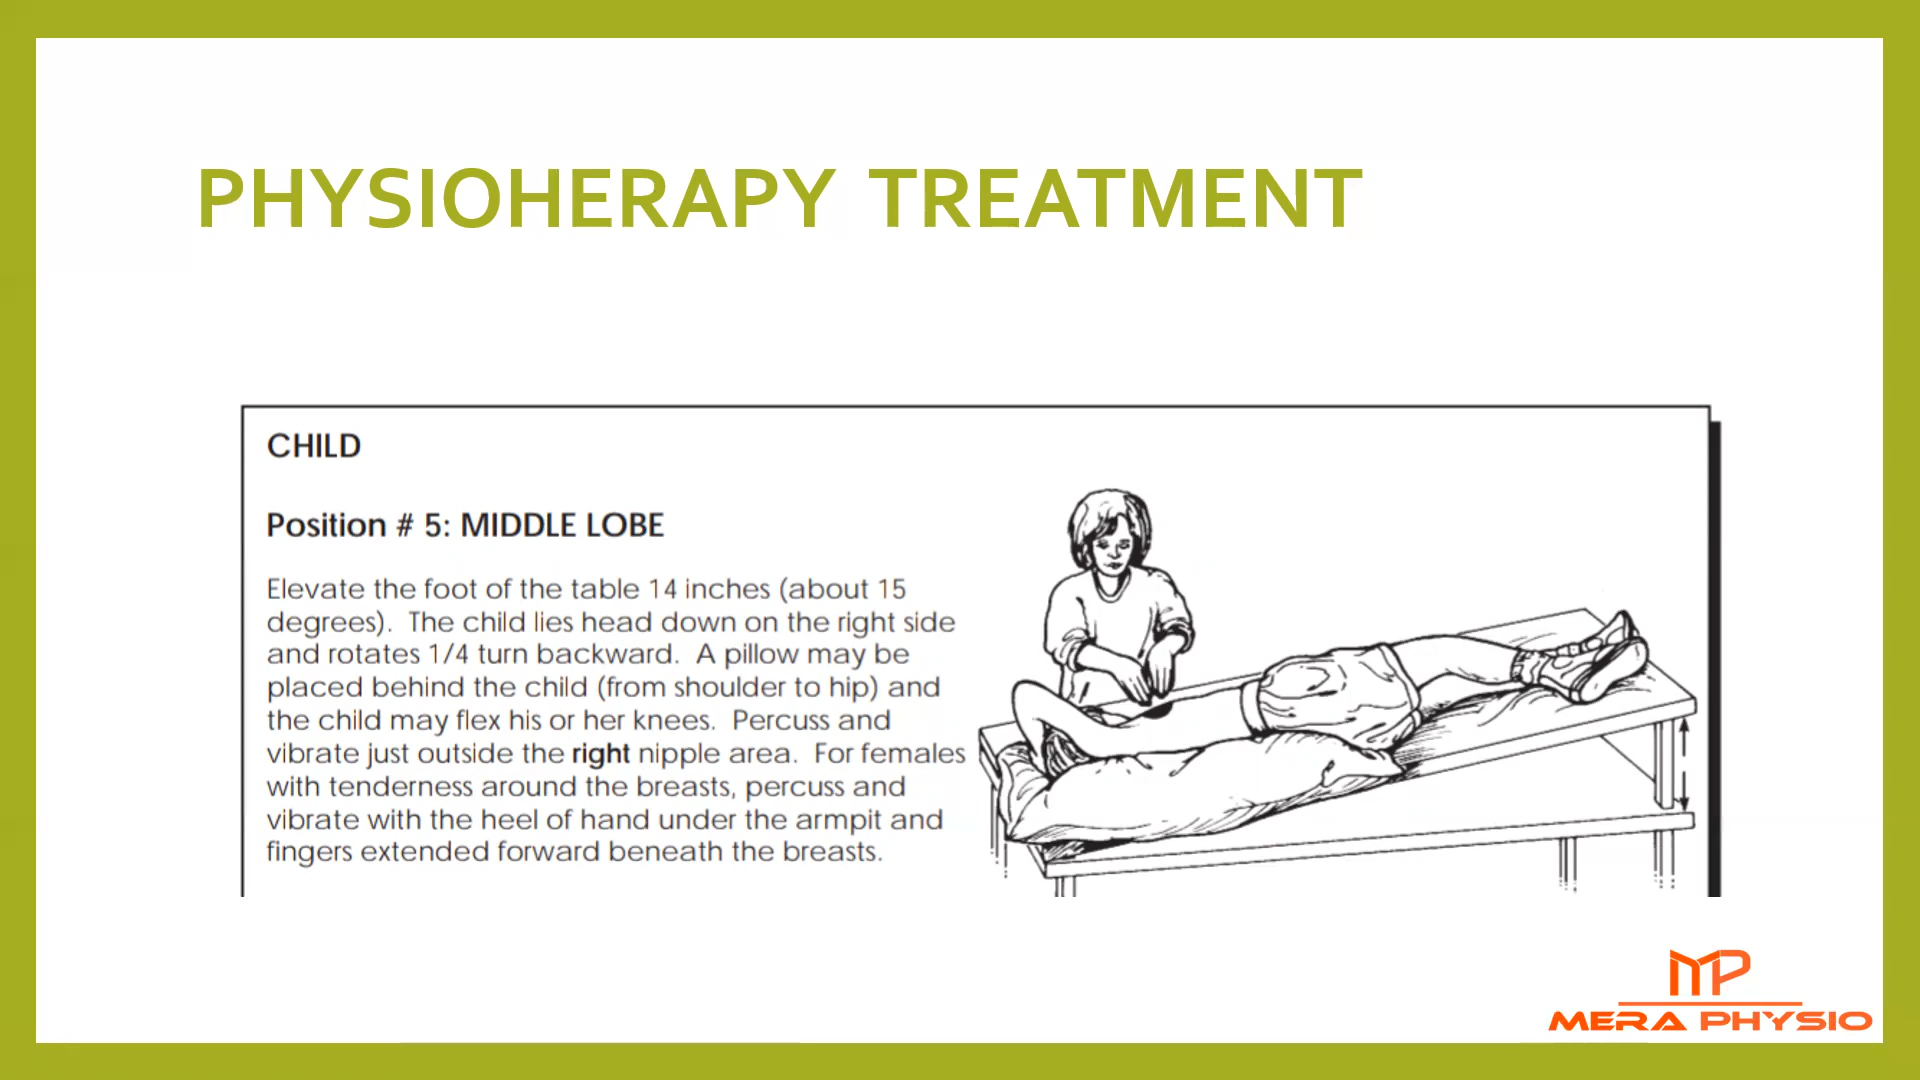 PHYSIOHERAPY TREATMENT
CHILD
Position # 5: MIDDLE LOBE
Elevate the foot of the table 14 inches (about 15
degrees). The child lies head down on the right side
and rotates 1/4 turn backward. A pillow may be
placed behind the child (from shoulder to hip) and
the child may flex his or her knees. Percuss and
vibrate just outside the right nipple area. For females
with tenderness around the breasts, percuss and
vibrate with the heel of hand under the armpit and
fingers extended forward beneath the breasts.
MP
MERA PHYSIO